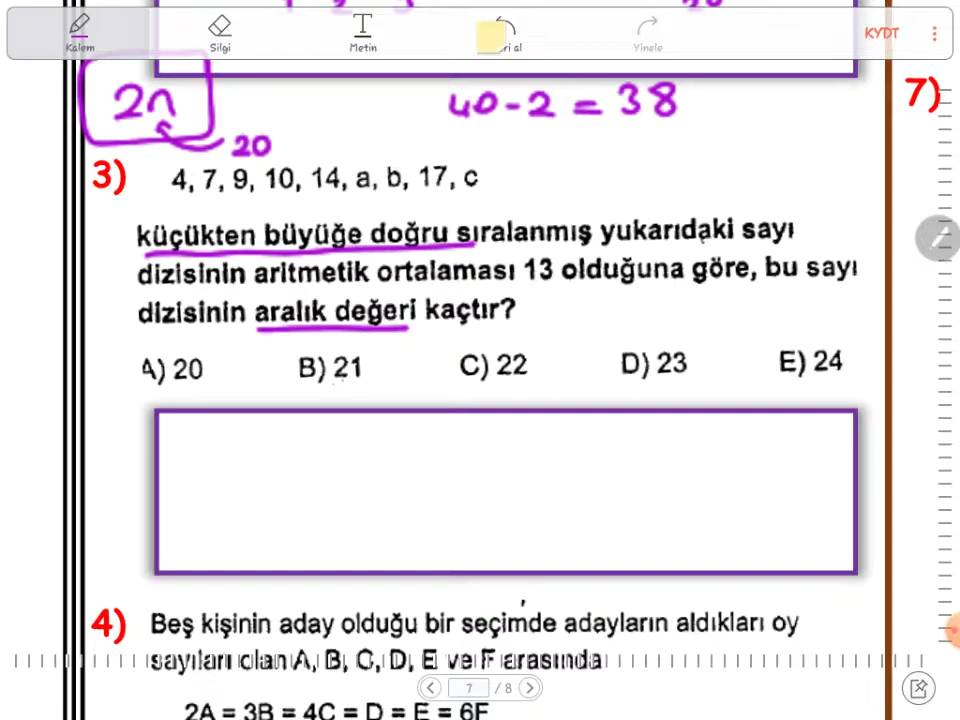 Kalem
Silgi
Metin
Yinele
KYDT
2n
20
40 - 2 = 38
7)
3)
4, 7, 9, 10, 14, a, b, 17, c
küçükten büyüğe doğru sıralanmış yukarıdaki sayı
dizisinin aritmetik ortalaması 13 olduğuna göre, bu sayı
dizisinin aralık değeri kaçtır?
A) 20 B) 21 C) 22 D) 23 E) 24
4)
Beş kişinin aday olduğu bir seçimde adayların aldıkları oy
sayıları olan A, B, C, D, E ve F arasında
7 / 8
2A = 3B = 4C = D = E = 6F